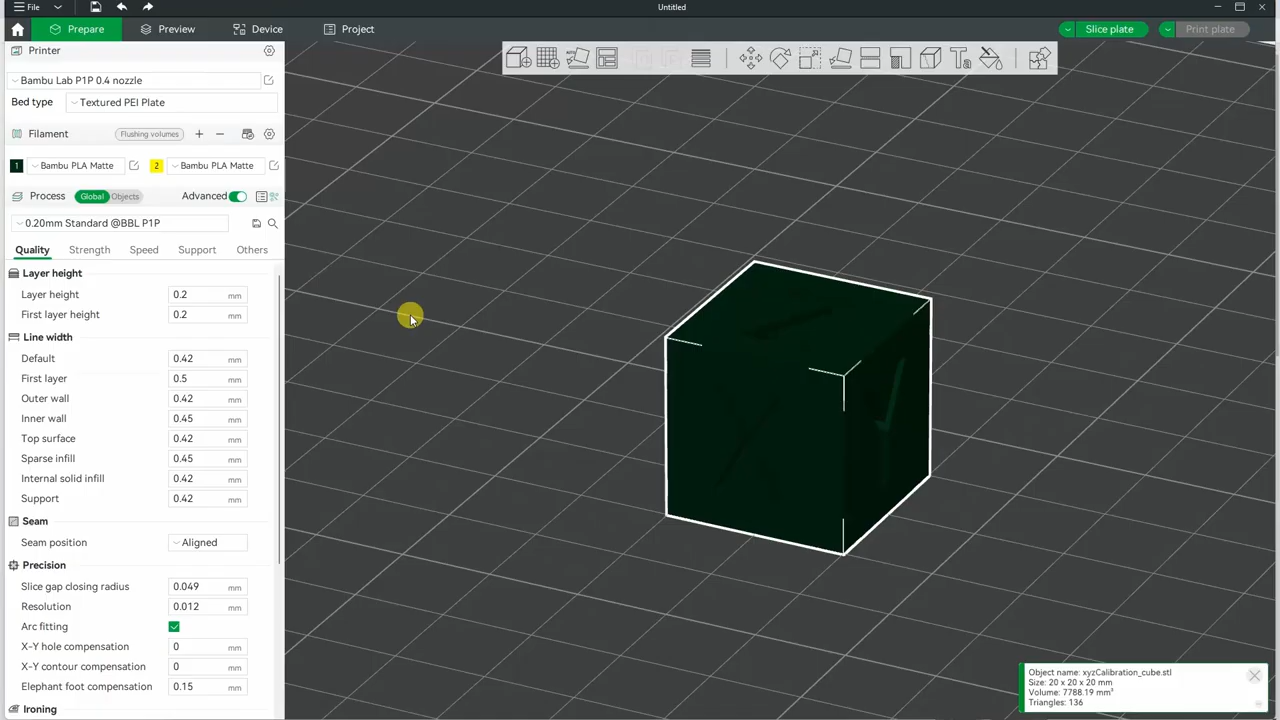 File
Untitled
Prepare
Preview
Device
Project
Slice plate
Print plate
Printer
Bambu Lab P1P 0.4 nozzle
Bed type
Textured PEI Plate
Filament
Flushing volumes
1
Bambu PLA Matte
2
Bambu PLA Matte
Process
Global
Objects
Advanced
0.20mm Standard @BBL P1P
Quality
Strength
Speed
Support
Others
Layer height
Layer height 0.2 mm
First layer height 0.2 mm
Line width
Default 0.42 mm
First layer 0.5 mm
Outer wall 0.42 mm
Inner wall 0.45 mm
Top surface 0.42 mm
Sparse infill 0.45 mm
Internal solid infill 0.42 mm
Support 0.42 mm
Seam
Seam position Aligned
Precision
Slice gap closing radius 0.049 mm
Resolution 0.012 mm
Arc fitting
X-Y hole compensation 0 mm
X-Y contour compensation 0 mm
Elephant foot compensation 0.15 mm
Ironing
Object name: xyzCalibration_cube.stl
Size: 20 x 20 x 20 mm
Volume: 7788.19 mm³
Triangles: 136